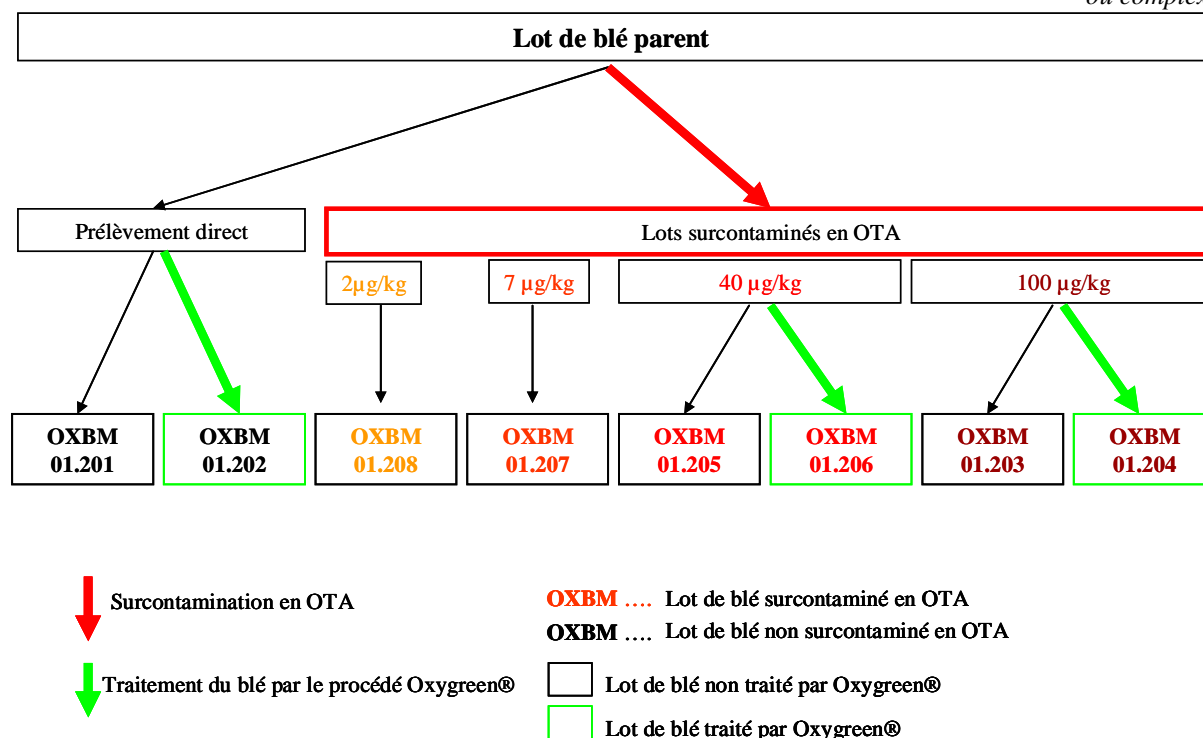 ou complex
Lot de blé parent
Prélèvement direct
Lots surcontaminés en OTA
2µg/kg
7 µg/kg
40 µg/kg
100 µg/kg
OXBM
01.201
OXBM
01.202
OXBM
01.208
OXBM
01.207
OXBM
01.205
OXBM
01.206
OXBM
01.203
OXBM
01.204
Surcontamination en OTA
Traitement du blé par le procédé Oxygreen®
OXBM .... Lot de blé surcontaminé en OTA
OXBM .... Lot de blé non surcontaminé en OTA
Lot de blé non traité par Oxygreen®
Lot de blé traité par Oxygreen®